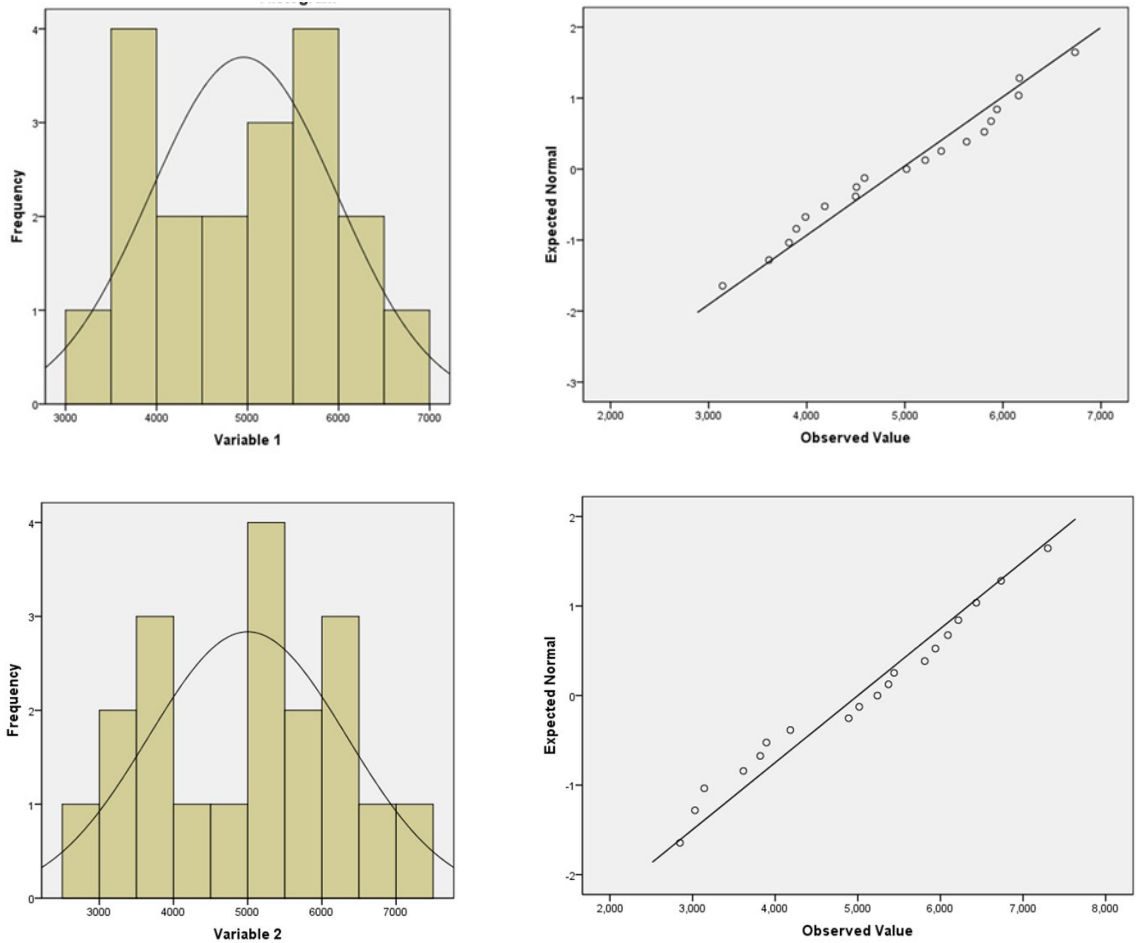 4
3
2
1
0
Frequency
3000 4000 5000 6000 7000
Variable 1
2
1
0
-1
-2
-3
Expected Normal
2,000 3,000 4,000 5,000 6,000 7,000
Observed Value
4
3
2
1
0
Frequency
3000 4000 5000 6000 7000
Variable 2
2
1
0
-1
-2
Expected Normal
2,000 3,000 4,000 5,000 6,000 7,000 8,000
Observed Value